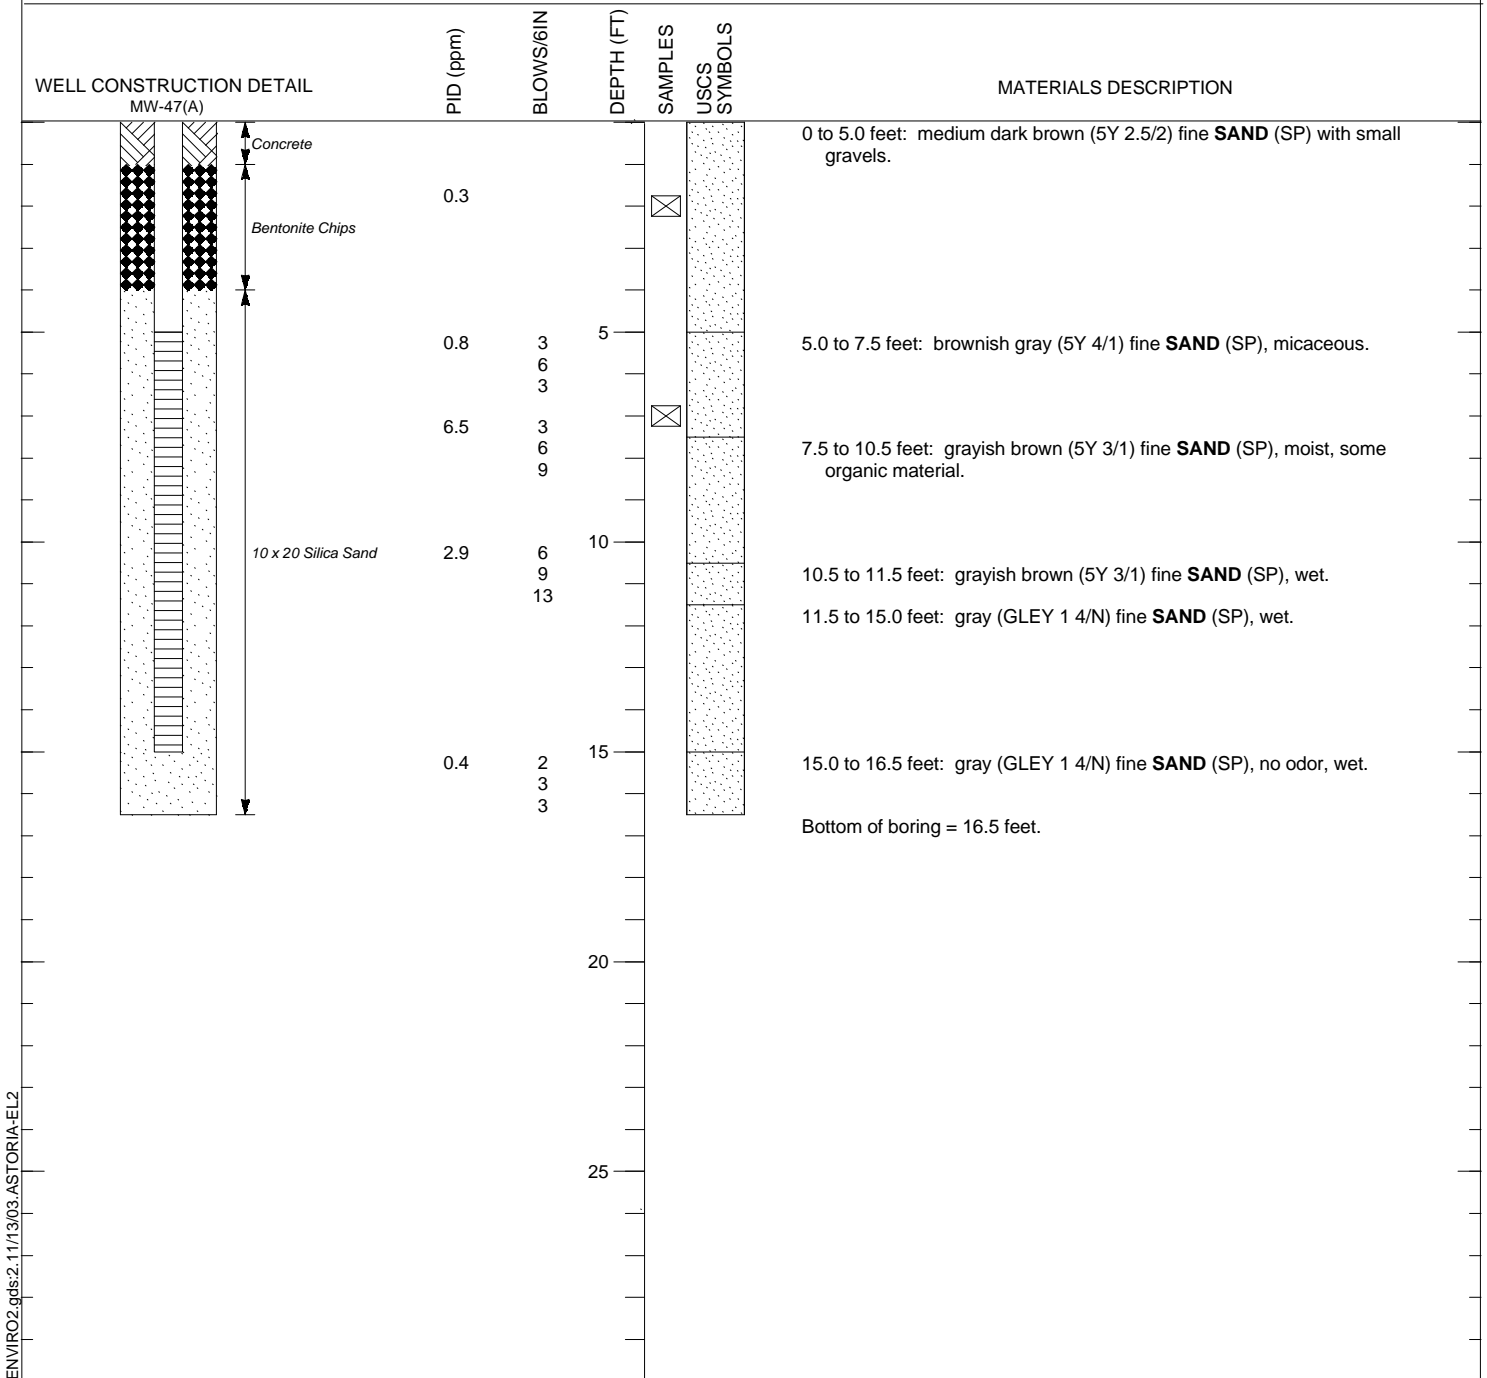 WELL CONSTRUCTION DETAIL
MW-47(A)
PID (ppm)
BLOWS/6IN
DEPTH (FT)
SAMPLES
USCS
SYMBOLS
MATERIALS DESCRIPTION
Concrete
0 to 5.0 feet: medium dark brown (5Y 2.5/2) fine SAND (SP) with small
gravels.
0.3
Bentonite Chips
5
0.8 3
5.0 to 7.5 feet: brownish gray (5Y 4/1) fine SAND (SP), micaceous.
6
3
6.5 3
6
7.5 to 10.5 feet: grayish brown (5Y 3/1) fine SAND (SP), moist, some
9
organic material.
10
10 x 20 Silica Sand
2.9 6
9
10.5 to 11.5 feet: grayish brown (5Y 3/1) fine SAND (SP), wet.
13
11.5 to 15.0 feet: gray (GLEY 1 4/N) fine SAND (SP), wet.
15
0.4 2
15.0 to 16.5 feet: gray (GLEY 1 4/N) fine SAND (SP), no odor, wet.
3
3
Bottom of boring = 16.5 feet.
20
25
ENVIRO2.gds:2.11/13/03.ASTORIA-EL2